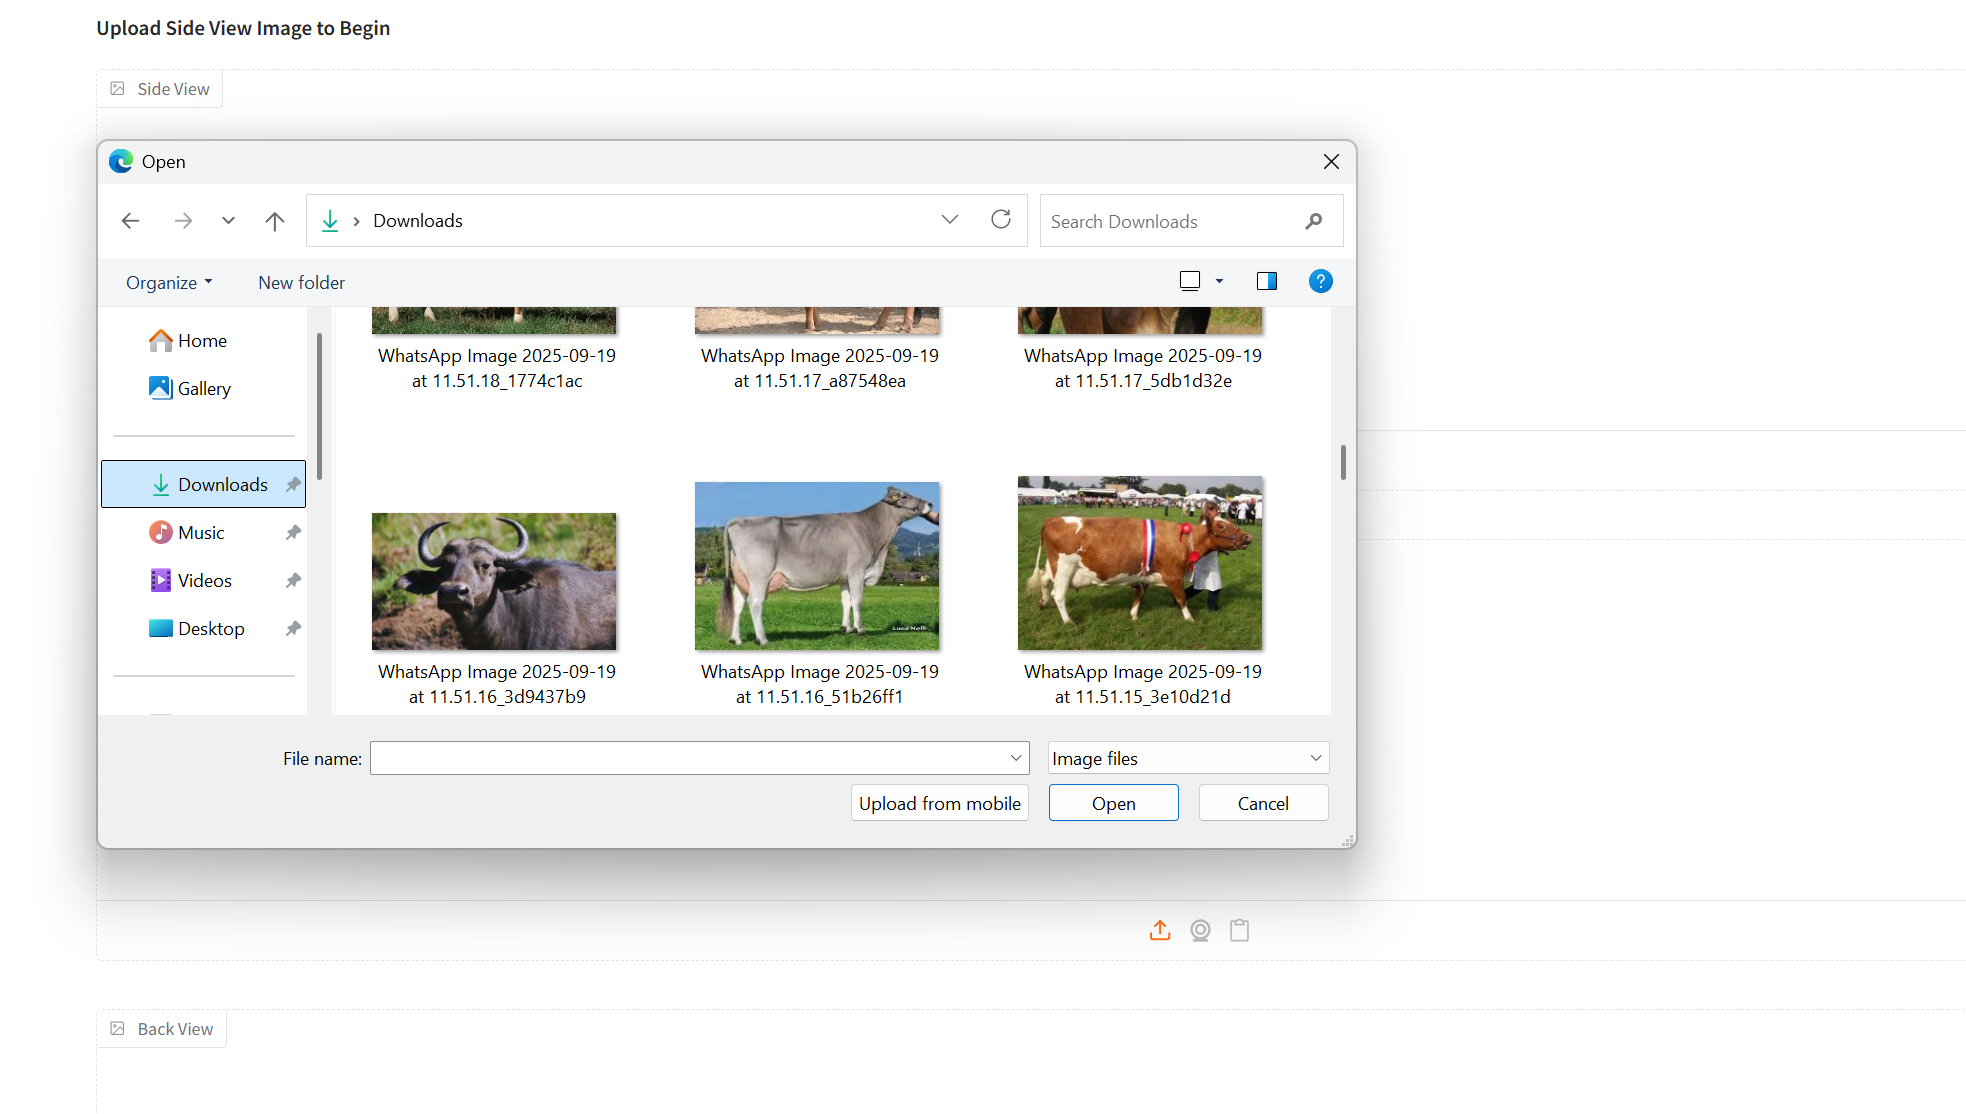 Upload Side View Image to Begin
Side View
Open
Downloads
Search Downloads
Organize
New folder
?
Home
Gallery
Downloads
Music
Videos
Desktop
WhatsApp Image 2025-09-19
at 11.51.18_1774c1ac
WhatsApp Image 2025-09-19
at 11.51.17_a87548ea
WhatsApp Image 2025-09-19
at 11.51.17_5db1d32e
Luca Nolli
WhatsApp Image 2025-09-19
at 11.51.16_3d9437b9
WhatsApp Image 2025-09-19
at 11.51.16_51b26ff1
WhatsApp Image 2025-09-19
at 11.51.15_3e10d21d
File name:
Image files
Upload from mobile
Open
Cancel
Back View